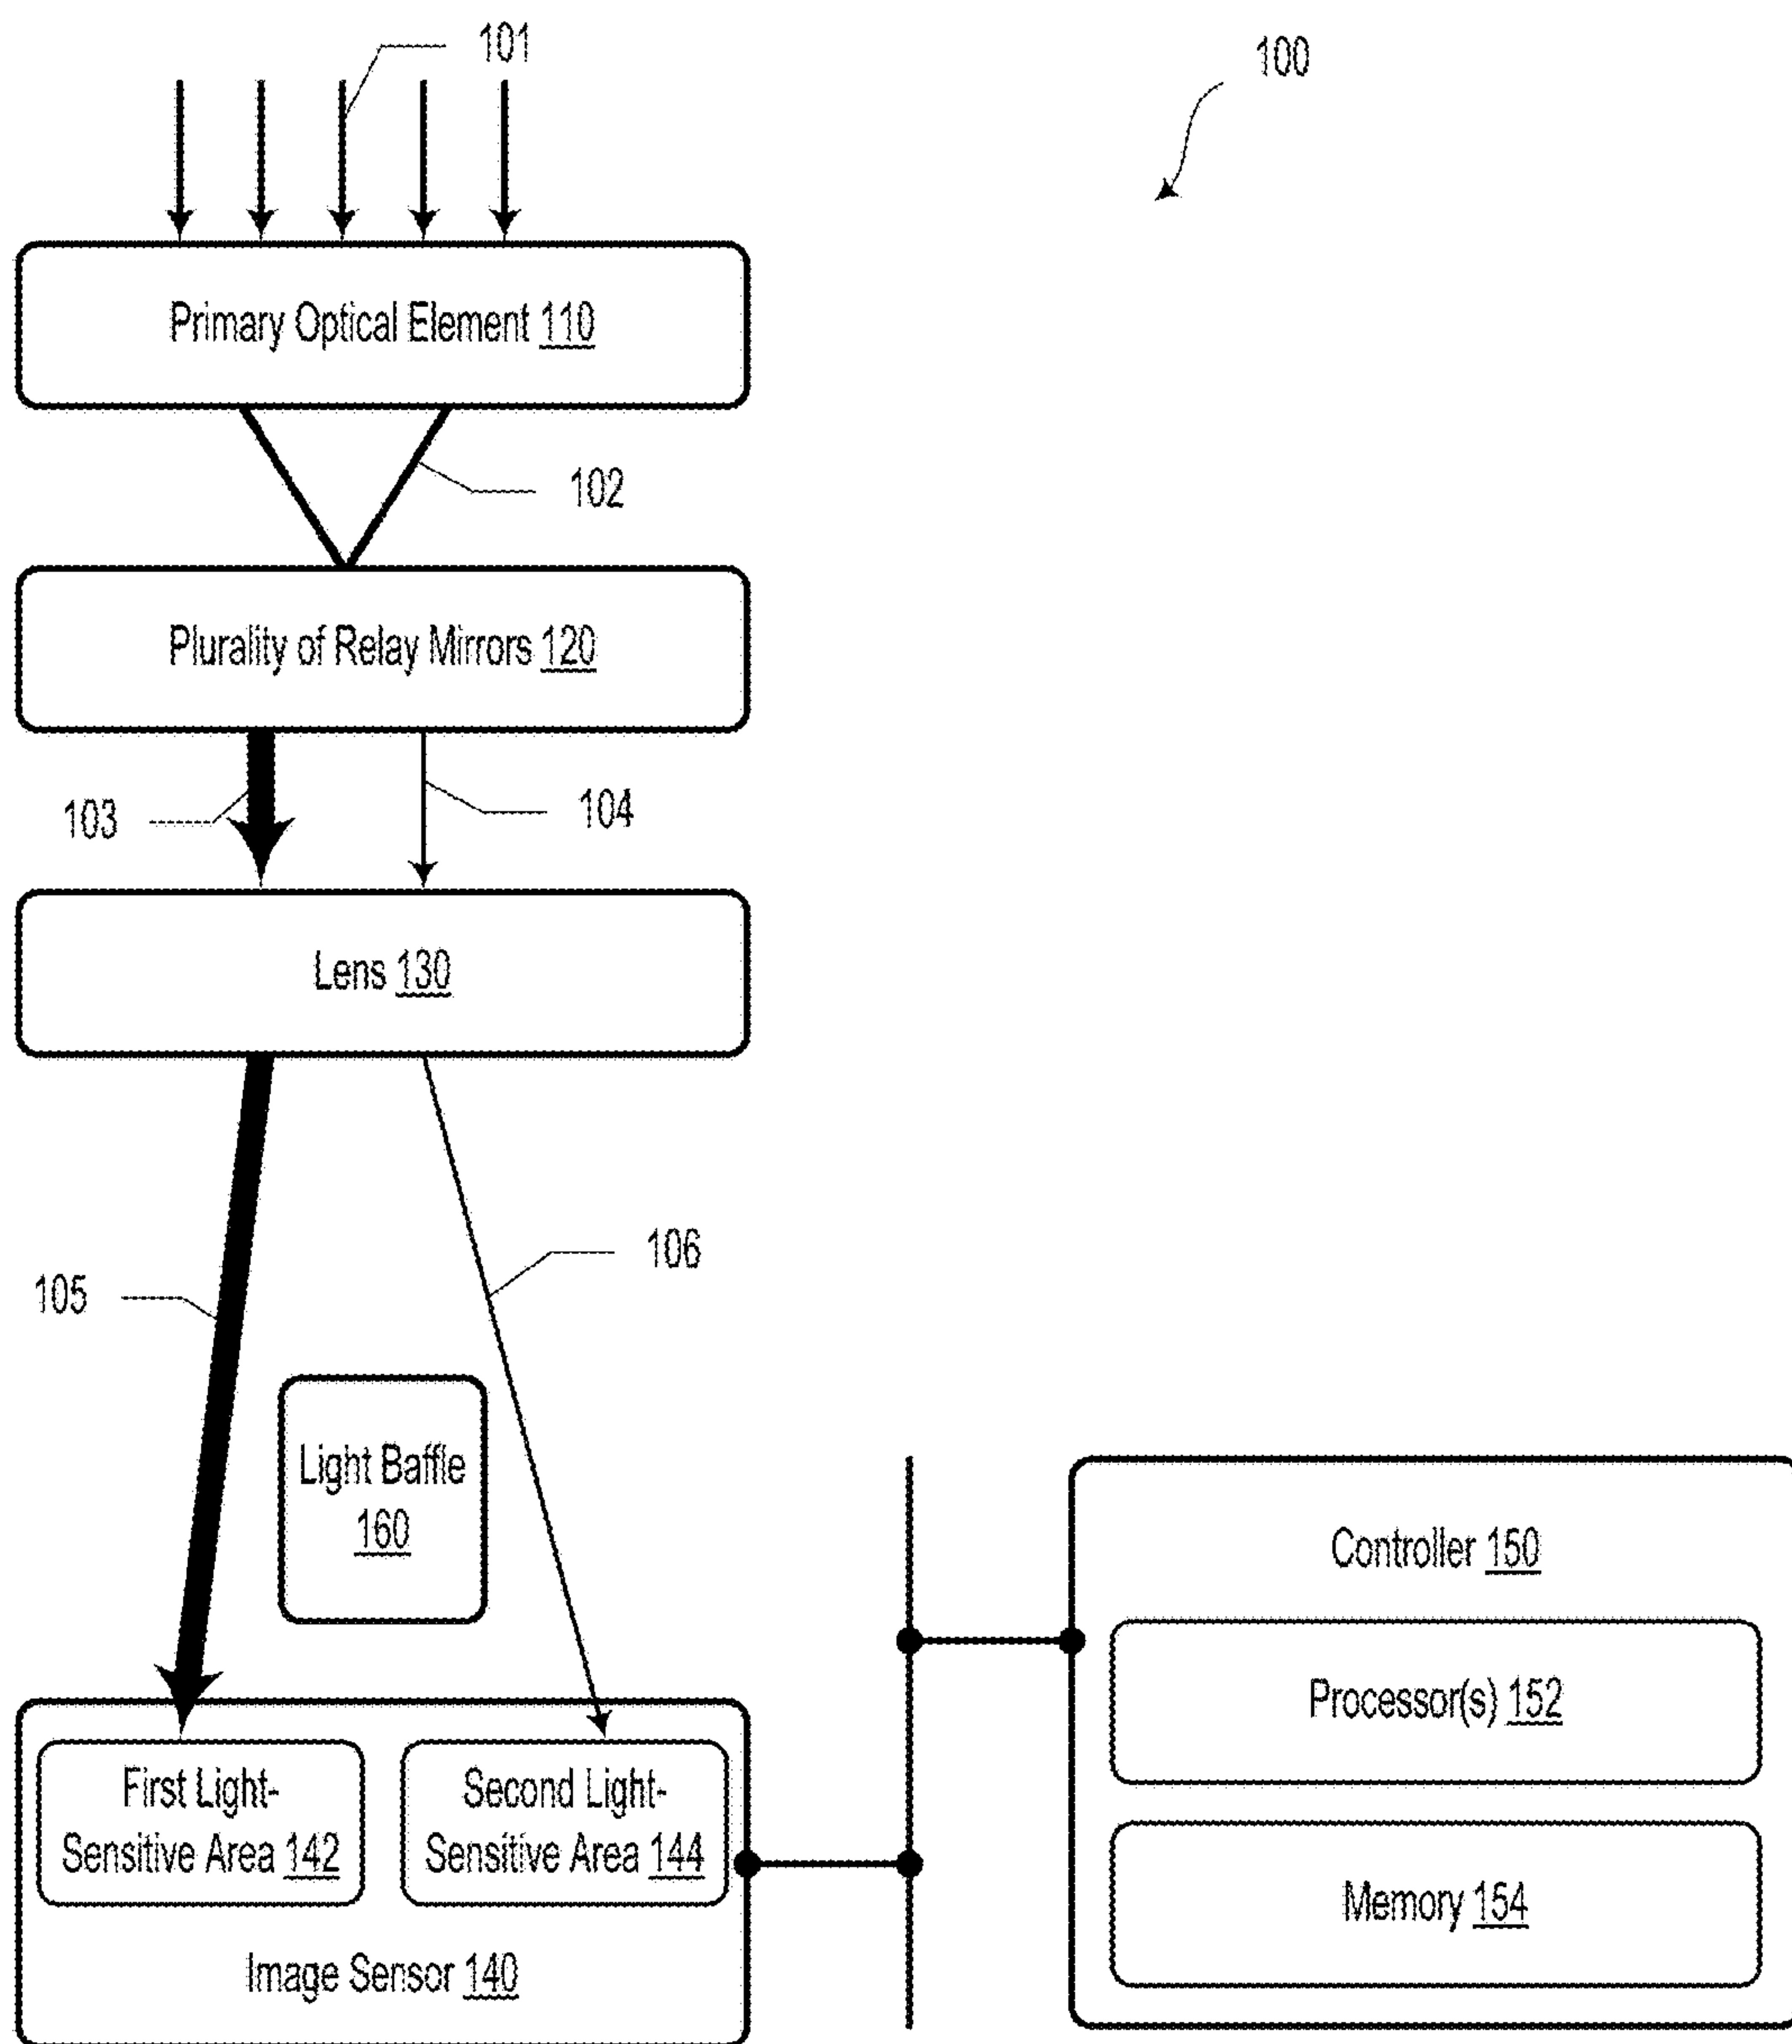 101
100
Primary Optical Element 110
102
Plurality of Relay Mirrors 120
103
104
Lens 130
106
105
Light Baffle
160
Controller 150
Processor(s) 152
First Light-
Sensitive Area 142
Second Light-
Sensitive Area 144
Memory 154
Image Sensor 140